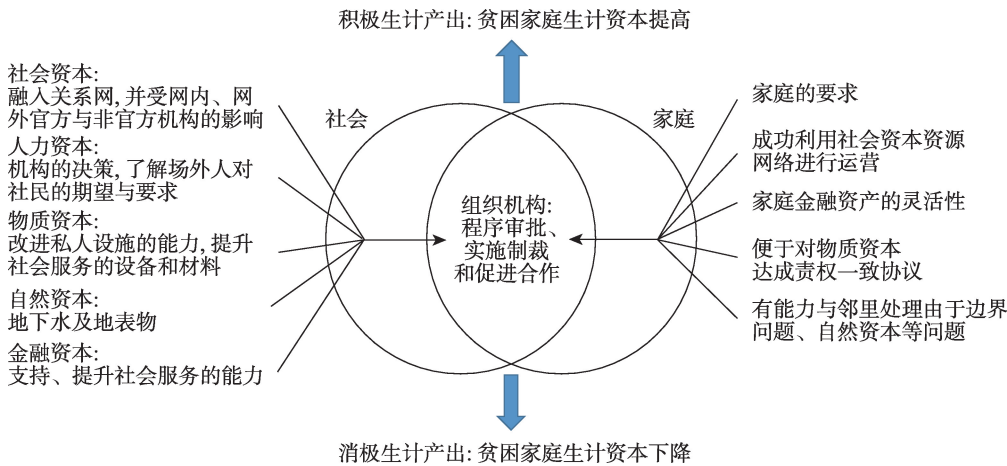 积极生计产出: 贫困家庭生计资本提高
社会资本:
融入关系网, 并受网内、网
外官方与非官方机构的影响
人力资本:
机构的决策, 了解场外人对
社民的期望与要求
物质资本:
改进私人设施的能力, 提升
社会服务的设备和材料
自然资本:
地下水及地表物
金融资本:
支持、提升社会服务的能力
社会
家庭
组织机构:
程序审批、
实施制裁
和促进合作
家庭的要求
成功利用社会资本资源
网络进行运营
家庭金融资产的灵活性
便于对物质资本
达成责权一致协议
有能力与邻里处理由于边界
问题、自然资本等问题
消极生计产出: 贫困家庭生计资本下降